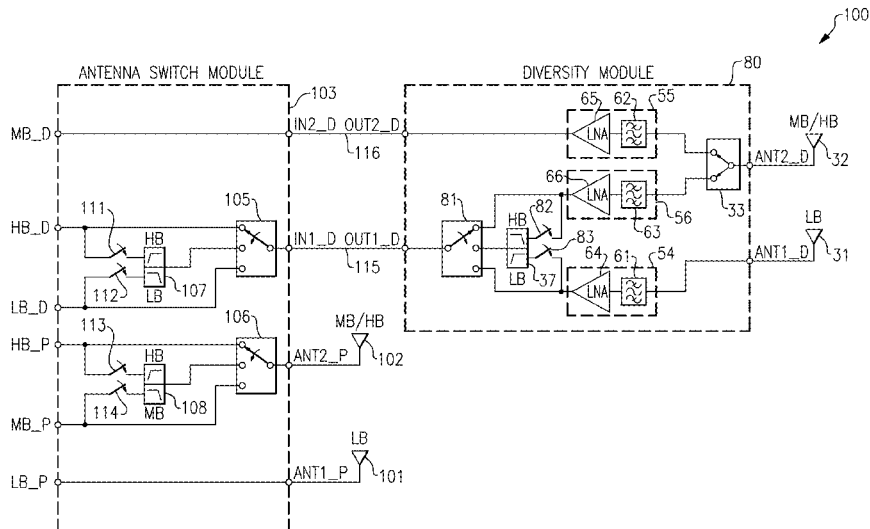 100
ANTENNA SWITCH MODULE
DIVERSITY MODULE
80
103
65
62
55
MB/HB
MB_D
IN2_D
OUT2_D
LNA
ANT2_D
32
116
105
81
66
HB
82
LNA
33
LB
HB_D
111
HB
83
63
56
IN1_D
OUT1_D
115
64
61
54
31
112
LB
107
LB
37
LNA
ANT1_D
LB_D
106
MB/HB
HB_P
113
HB
ANT2_P
102
114
MB
108
MB_P
LB
LB_P
ANT1_P
101